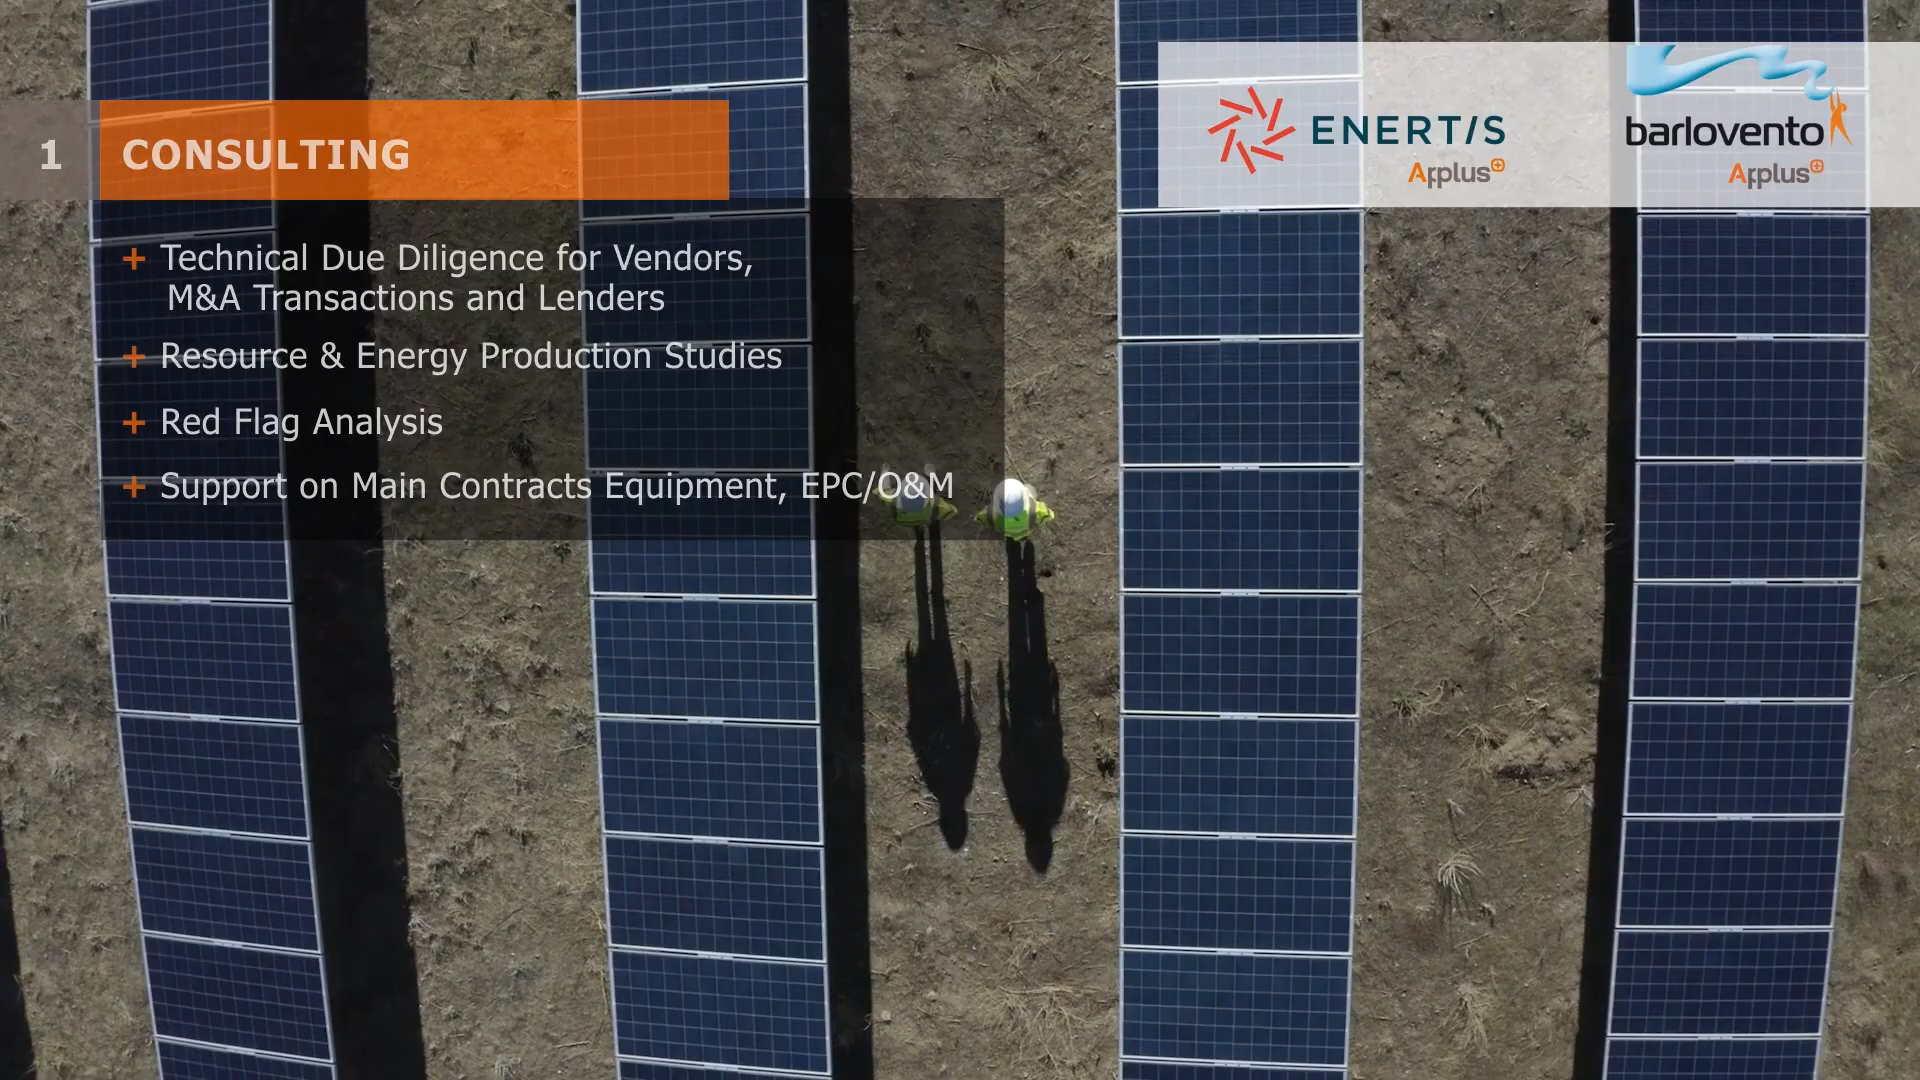 1 CONSULTING
+ Technical Due Diligence for Vendors,
M&A Transactions and Lenders
+ Resource & Energy Production Studies
+ Red Flag Analysis
+ Support on Main Contracts Equipment, EPC/O&M
ENERT/S
Applus+
barlovento
Applus+